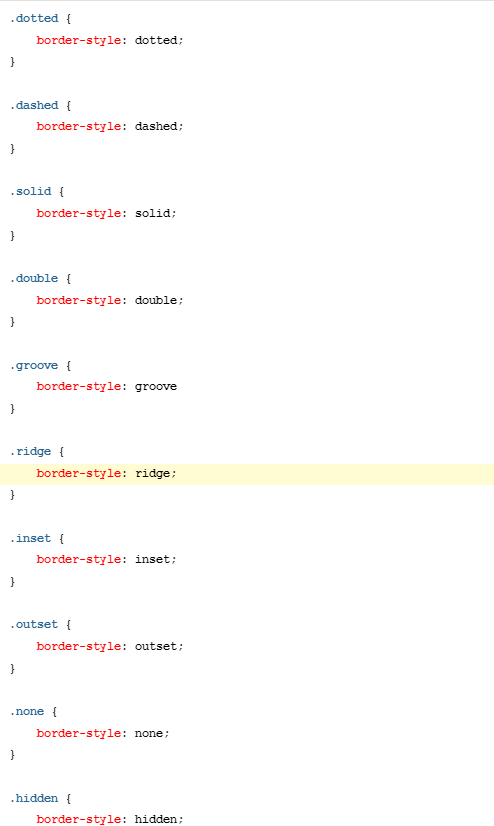 .dotted {
    border-style: dotted;
}

.dashed {
    border-style: dashed;
}

.solid {
    border-style: solid;
}

.double {
    border-style: double;
}

.groove {
    border-style: groove
}

.ridge {
    border-style: ridge;
}

.inset {
    border-style: inset;
}

.outset {
    border-style: outset;
}

.none {
    border-style: none;
}

.hidden {
    border-style: hidden;